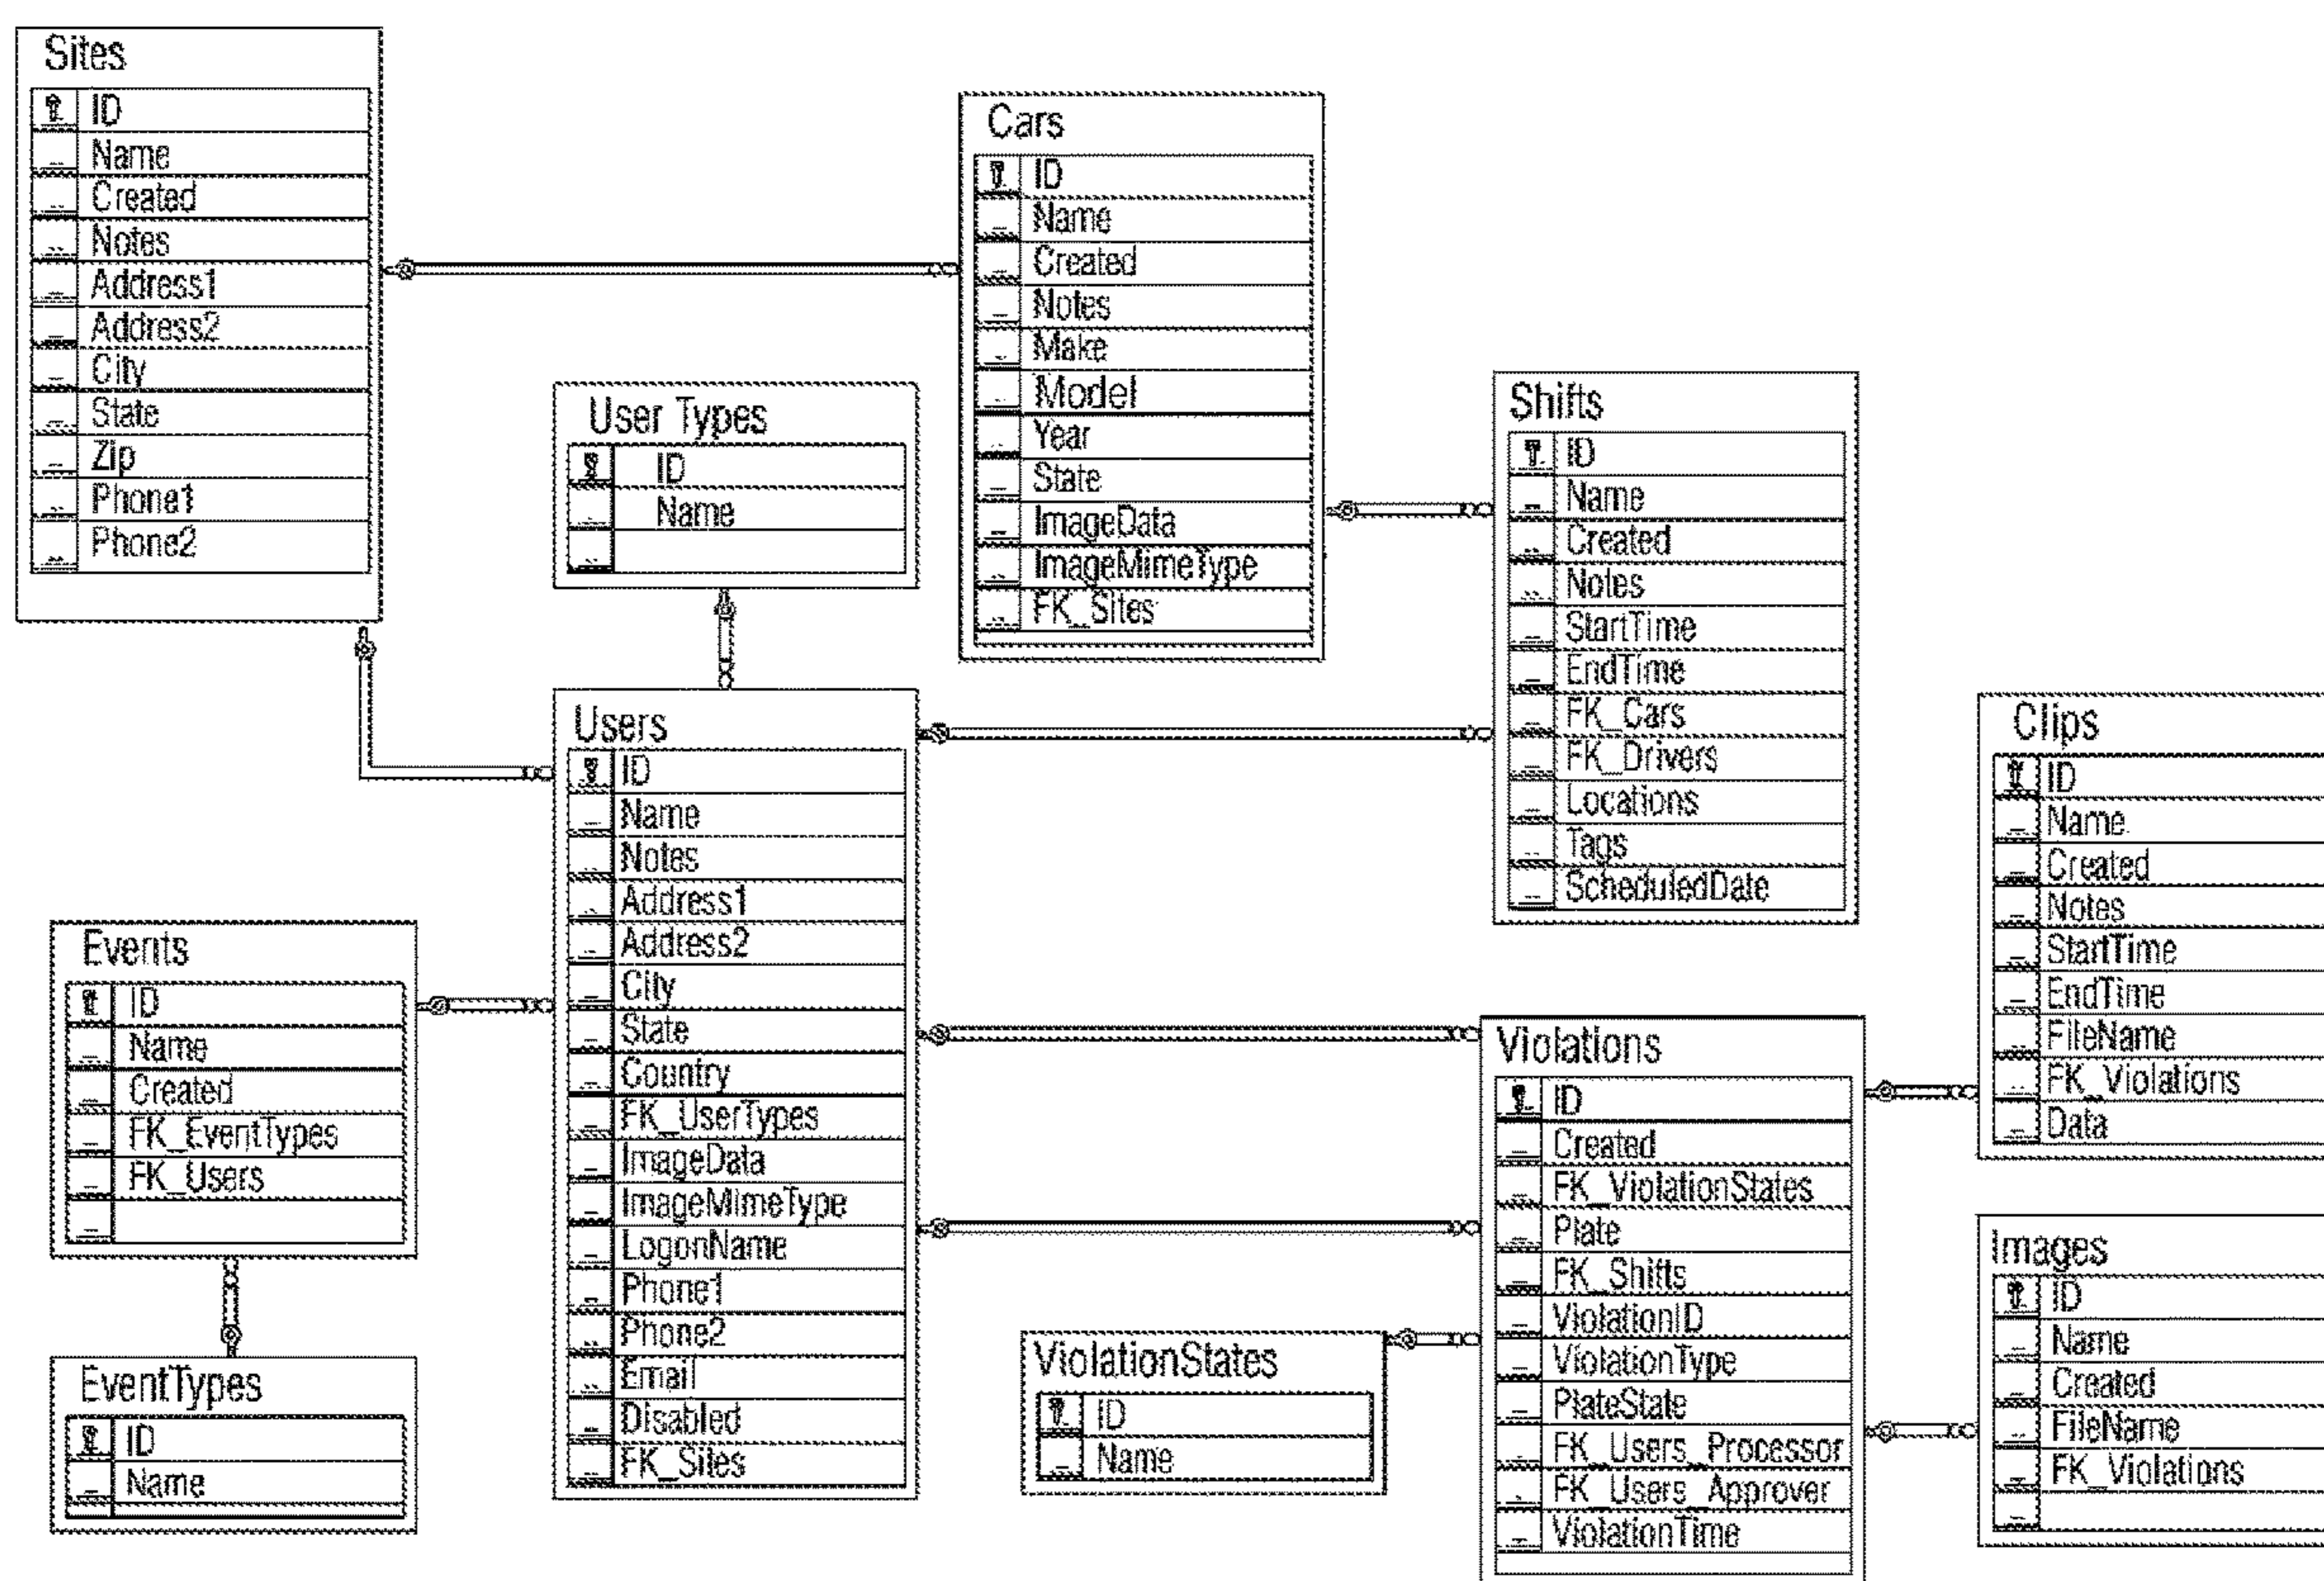 Sites
ID
Name
Created
Notes
Address1
Address2
City
State
Zip
Phone1
Phone2
Cars
ID
Name
Created
Notes
Make
Model
Year
State
ImageData
ImageMimeType
FK_Sites
User Types
ID
Name
Shifts
ID
Name
Created
Notes
StartTime
EndTime
FK_Cars
FK_Drivers
Locations
Tags
ScheduledDate
Users
ID
Name
Notes
Address1
Address2
City
State
Country
FK_UserTypes
ImageData
ImageMimeType
LogonName
Phone1
Phone2
Email
Disabled
FK_Sites
Clips
ID
Name
Created
Notes
StartTime
EndTime
FileName
FK_Violations
Data
Events
ID
Name
Created
FK_EventTypes
FK_Users
Violations
ID
Created
FK_ViolationStates
Plate
FK_Shifts
ViolationID
ViolationType
PlateState
FK_Users_Processor
FK_Users_Approver
ViolationTime
Images
ID
Name
Created
FileName
FK_Violations
ViolationStates
ID
Name
EventTypes
ID
Name